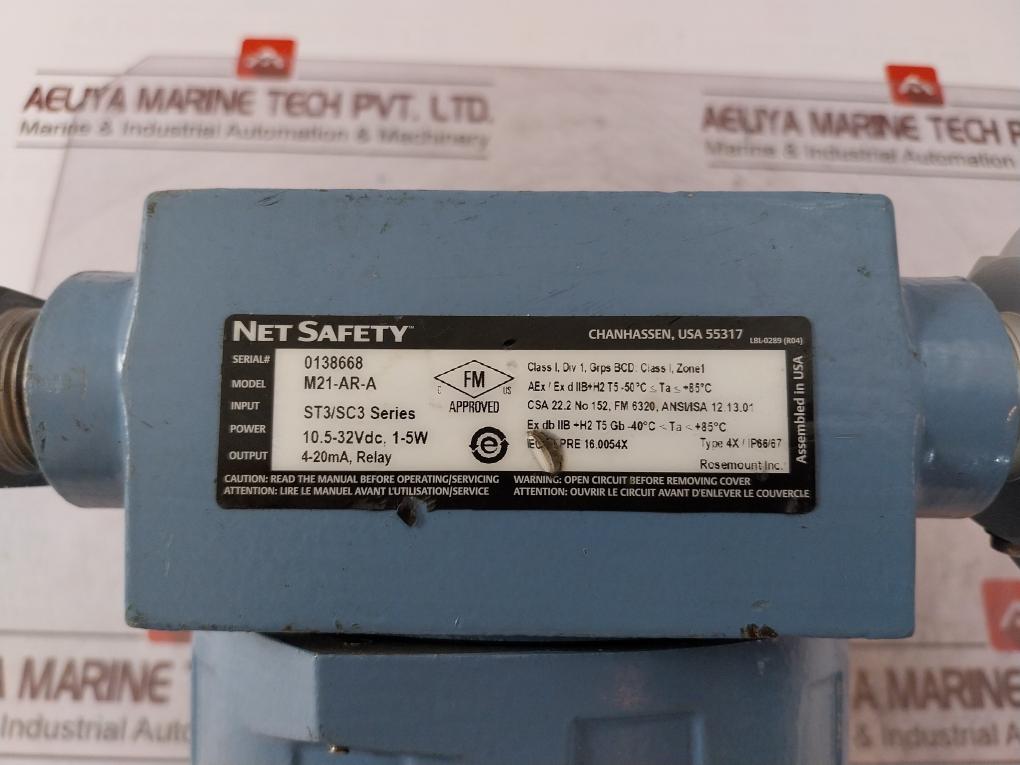 AEUYA MARINE TECH PVT. LTD.
Marine & Industrial Automation & Machinery
AEUYA MARINE TECH P
Marine & Industrial Automation
NET SAFETY™
CHANHASSEN, USA 55317
LBL-0289 (R04)
SERIAL# 0138668
MODEL M21-AR-A
INPUT ST3/SC3 Series
POWER 10.5-32Vdc, 1-5W
OUTPUT 4-20mA, Relay
FM
C US
APPROVED
e
Class I, Div 1, Grps BCD; Class I, Zone1
AEx / Ex d IIB+H2 T5 -50°C ≤ Ta ≤ +85°C
CSA 22.2 No 152, FM 6320, ANSI/ISA 12.13.01
Ex db IIB +H2 T5 Gb -40°C ≤ Ta ≤ +85°C
PRE 16.0054X
Type 4X / IP66/67
Rosemount Inc.
Assembled in USA
CAUTION: READ THE MANUAL BEFORE OPERATING/SERVICING
ATTENTION: LIRE LE MANUEL AVANT L'UTILISATION/SERVICE
WARNING: OPEN CIRCUIT BEFORE REMOVING COVER
ATTENTION: OUVRIR LE CIRCUIT AVANT D'ENLEVER LE COUVERCLE
A MARINE
Industrial Auto
A MARINE
Industrial